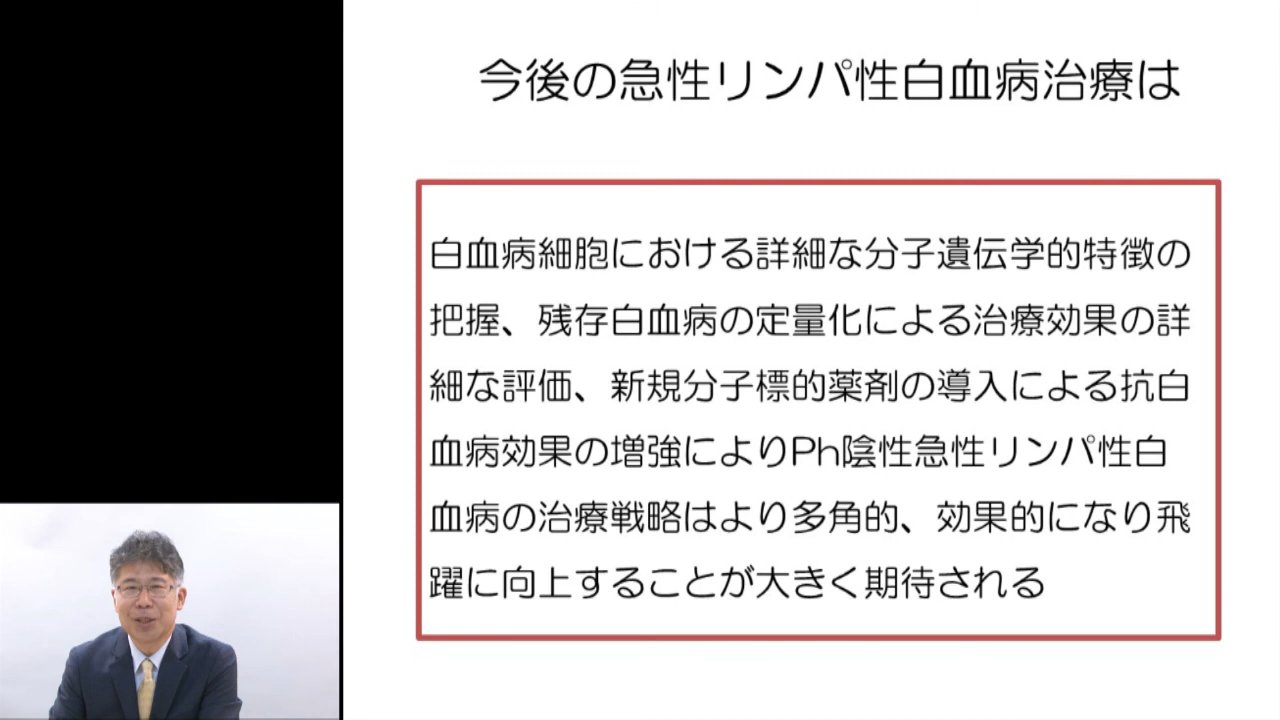 今後の急性リンパ性白血病治療は
白血病細胞における詳細な分子遺伝学的特徴の
把握、残存白血病の定量化による治療効果の詳
細な評価、新規分子標的薬剤の導入による抗白
血病効果の増強によりPh陰性急性リンパ性白
血病の治療戦略はより多角的、効果的になり飛
躍に向上することが大きく期待される